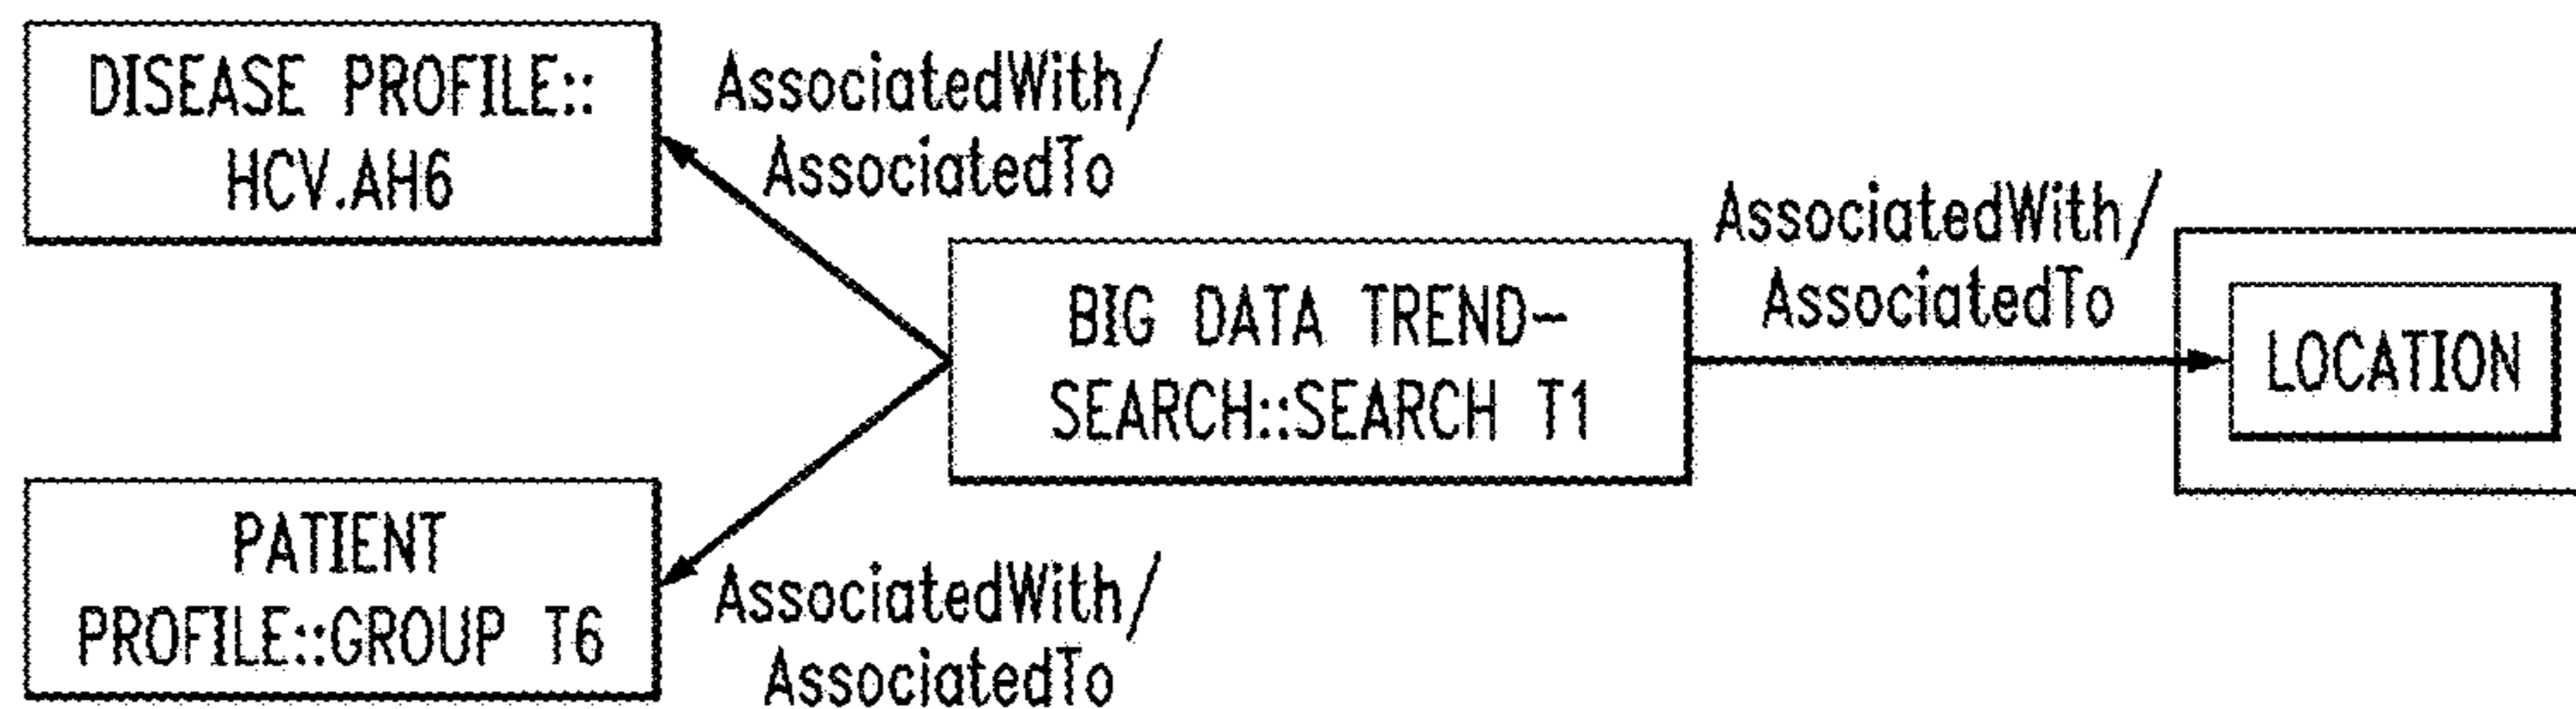 DISEASE PROFILE::
HCV.AH6
AssociatedWith/
AssociatedTo
AssociatedWith/
AssociatedTo
BIG DATA TREND-
SEARCH::SEARCH T1
LOCATION
PATIENT
PROFILE::GROUP T6
AssociatedWith/
AssociatedTo